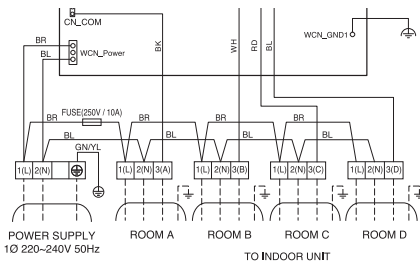 CN_COM
BR
WCN_Power
BL
BK
WH
RD
BL
WCN_GND1
BR
FUSE(250V / 10A)
BR
BR
BL
BL
BL
BL
GN/YL
1(L) 2(N)
1(L) 2(N) 3(A)
1(L) 2(N) 3(B)
1(L) 2(N) 3(C)
1(L) 2(N) 3(D)
POWER SUPPLY
1Ø 220~240V 50Hz
ROOM A
ROOM B
ROOM C
ROOM D
TO INDOOR UNIT